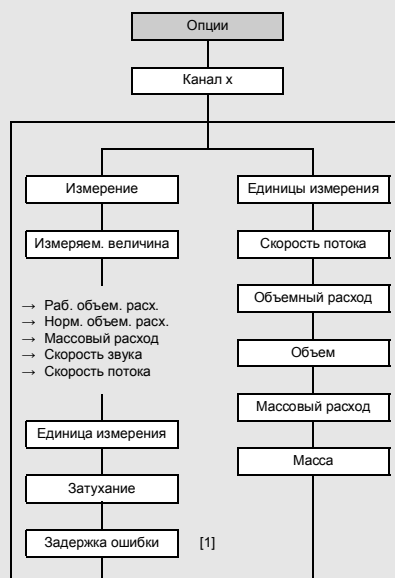 Опции
Канал x
Измерение
Измеряем. величина
→ Раб. объем. расх.
→ Норм. объем. расх.
→ Массовый расход
→ Скорость звука
→ Скорость потока
Единица измерения
Затухание
Задержка ошибки [1]
Единицы измерения
Скорость потока
Объемный расход
Объем
Массовый расход
Масса